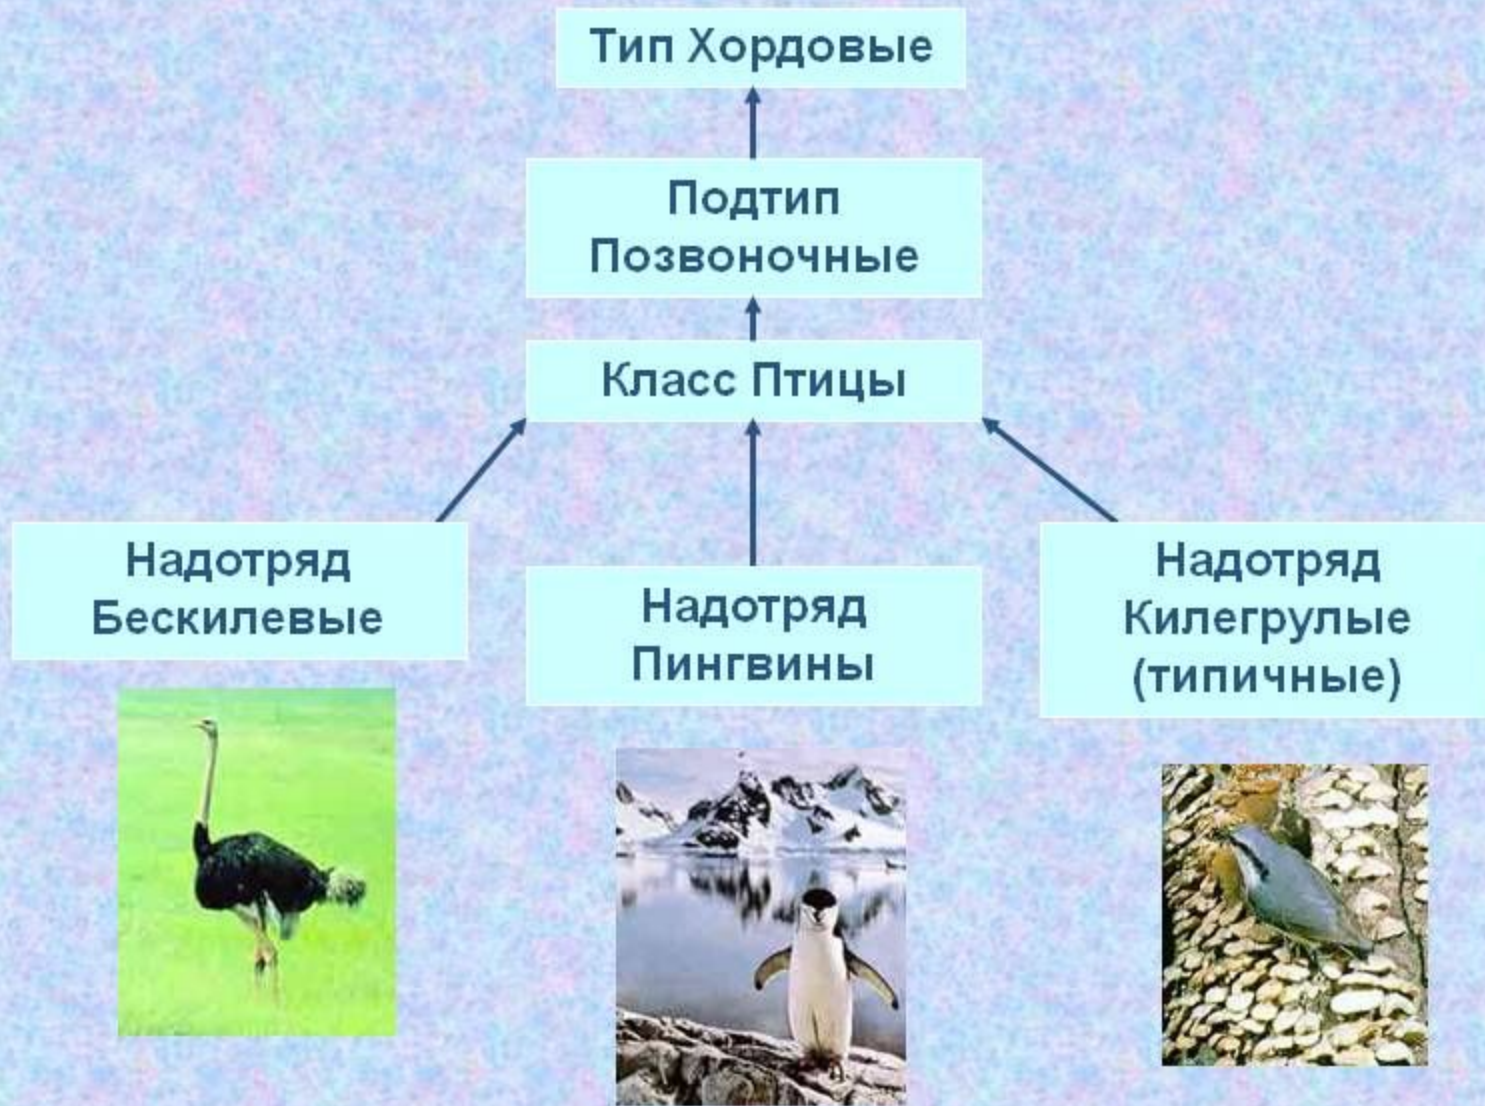 Тип Хордовые
Подтип
Позвоночные
Класс Птицы
Надотряд
Бескилевые
Надотряд
Пингвины
Надотряд
Килегрулые
(типичные)